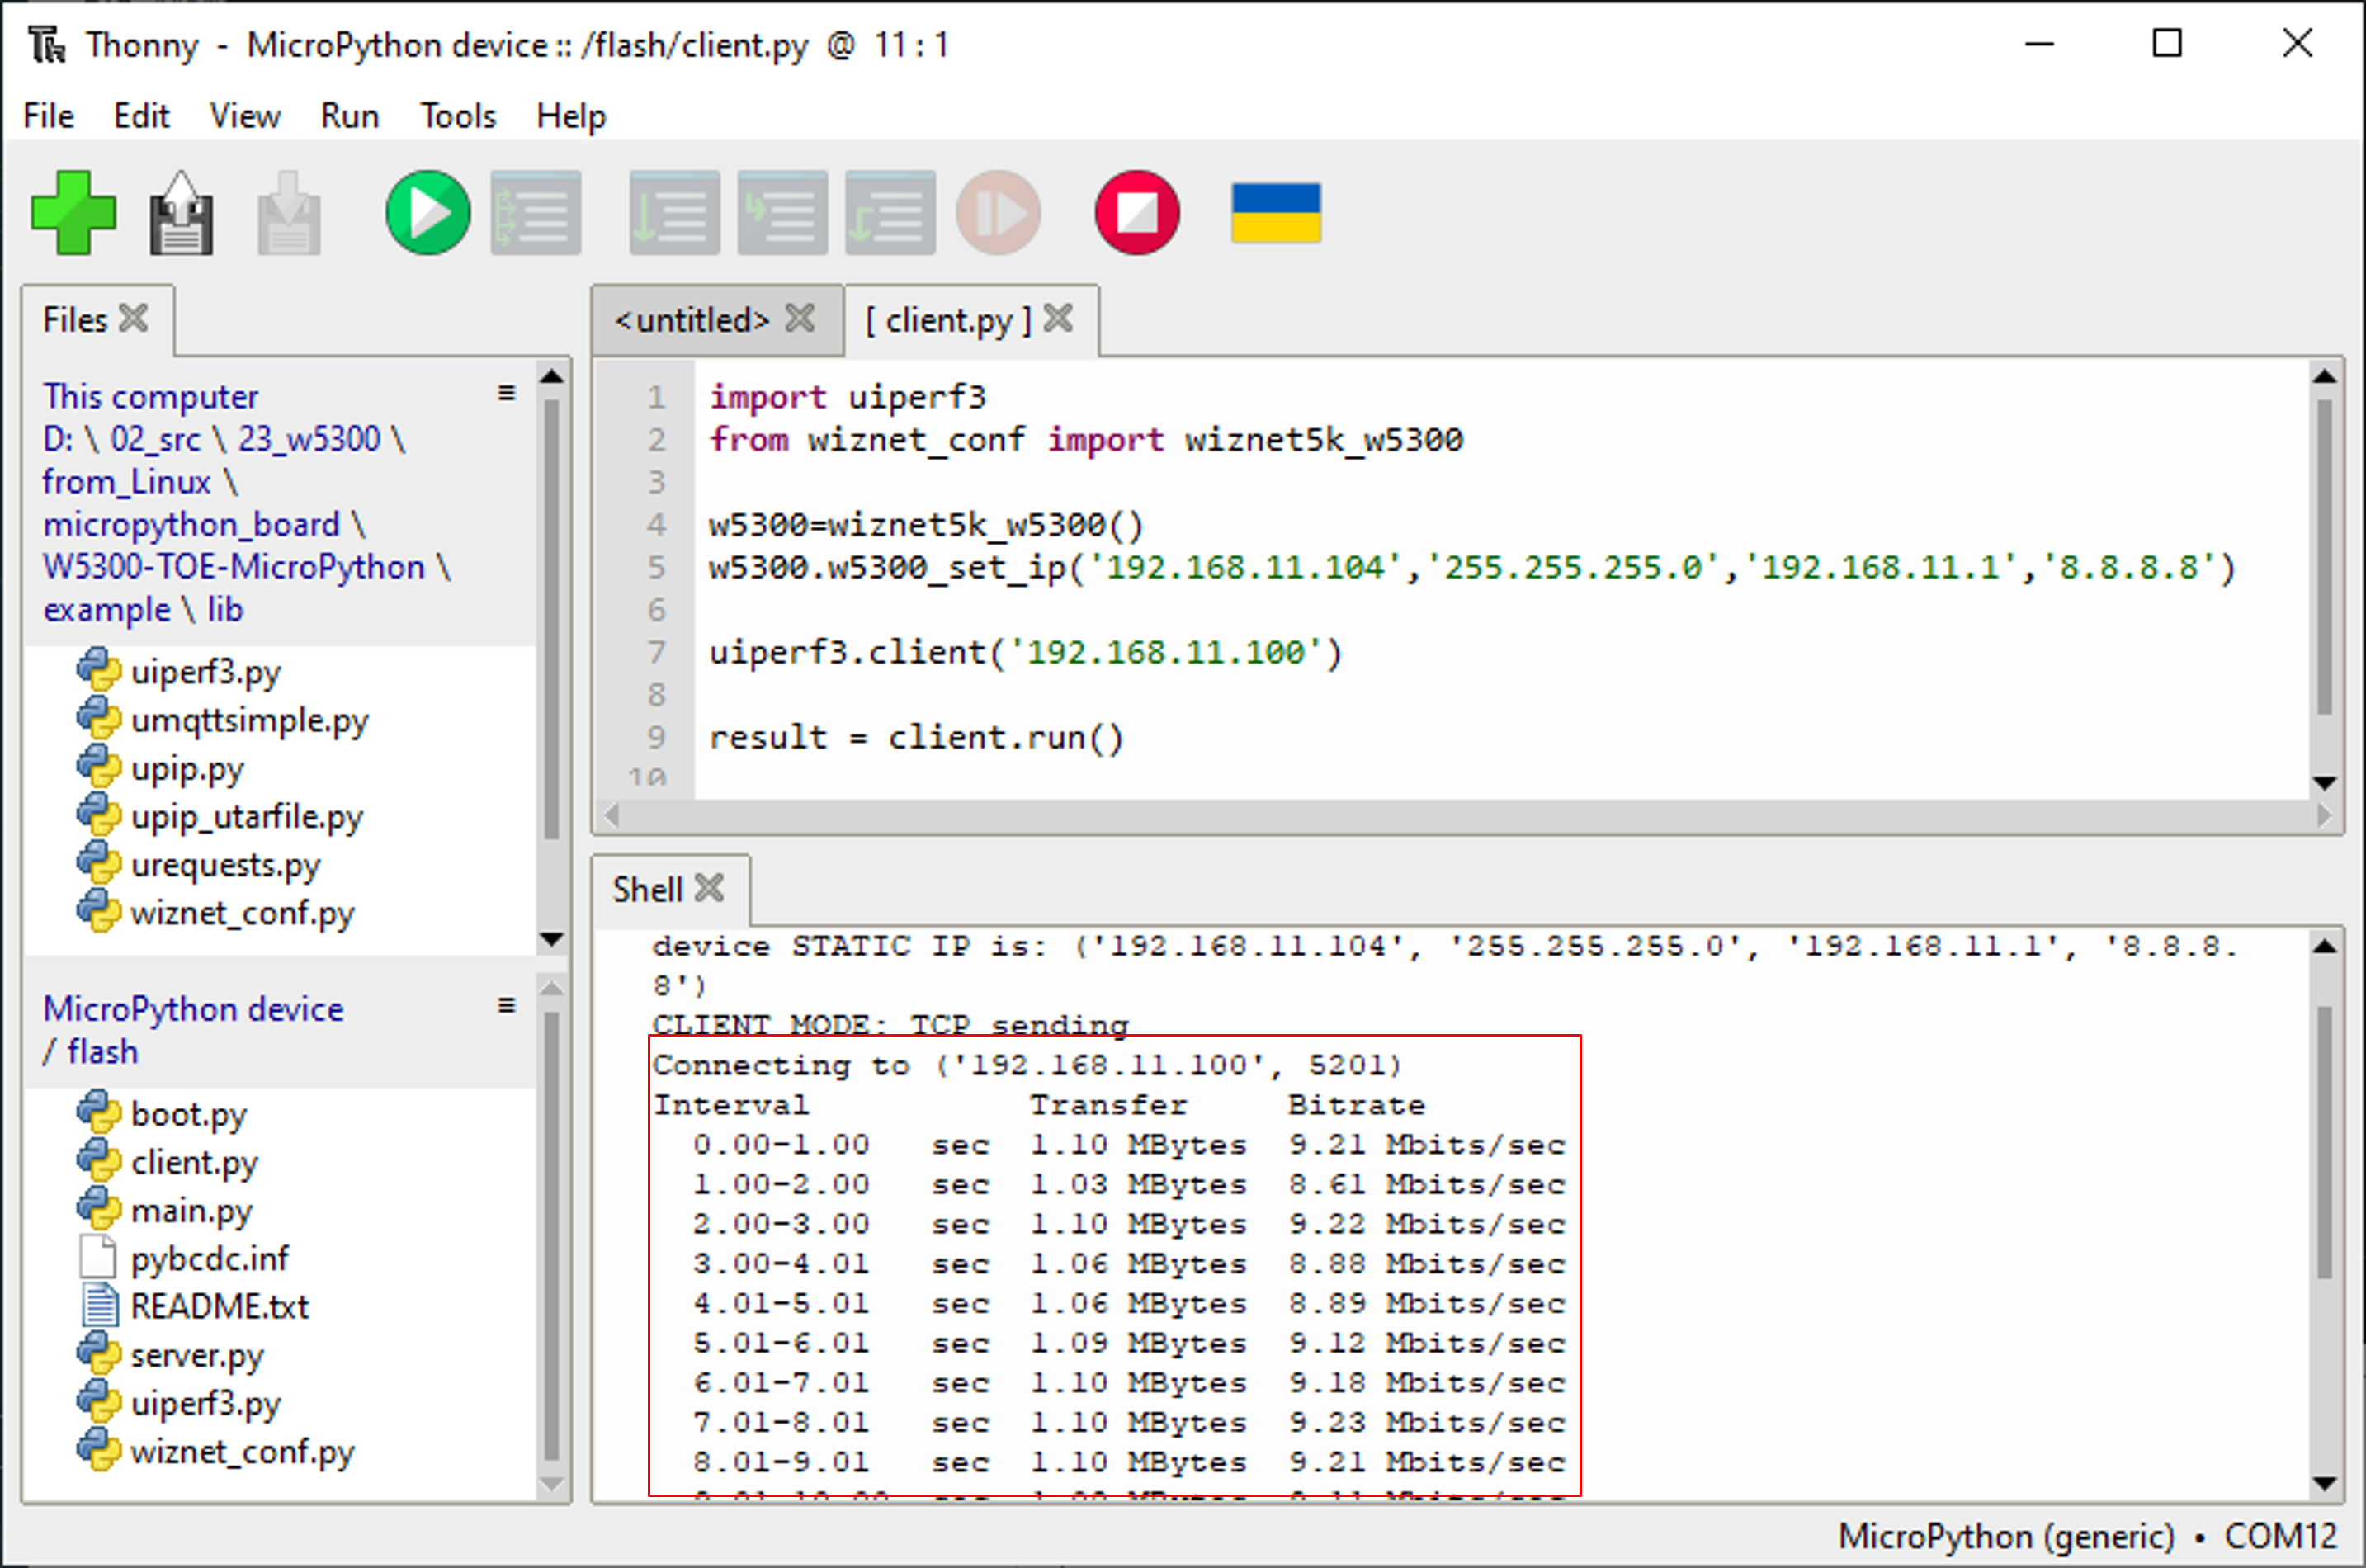 Thonny - MicroPython device :: /flash/client.py @ 11 : 1
File Edit View Run Tools Help
Files
This computer
D: \ 02_src \ 23_w5300 \
from_Linux \
micropython_board \
W5300-TOE-MicroPython \
example \ lib
uiperf3.py
umqttsimple.py
upip.py
upip_utarfile.py
urequests.py
wiznet_conf.py
MicroPython device
/ flash
boot.py
client.py
main.py
pybcdc.inf
README.txt
server.py
uiperf3.py
wiznet_conf.py
<untitled> [ client.py ]
1 import uiperf3
2 from wiznet_conf import wiznet5k_w5300
3
4 w5300=wiznet5k_w5300()
5 w5300.w5300_set_ip('192.168.11.104','255.255.255.0','192.168.11.1','8.8.8.8')
6
7 uiperf3.client('192.168.11.100')
8
9 result = client.run()
10
Shell
device STATIC IP is: ('192.168.11.104', '255.255.255.0', '192.168.11.1', '8.8.8.
8')
CLIENT MODE: TCP sending
Connecting to ('192.168.11.100', 5201)
Interval Transfer Bitrate
0.00-1.00 sec 1.10 MBytes 9.21 Mbits/sec
1.00-2.00 sec 1.03 MBytes 8.61 Mbits/sec
2.00-3.00 sec 1.10 MBytes 9.22 Mbits/sec
3.00-4.01 sec 1.06 MBytes 8.88 Mbits/sec
4.01-5.01 sec 1.06 MBytes 8.89 Mbits/sec
5.01-6.01 sec 1.09 MBytes 9.12 Mbits/sec
6.01-7.01 sec 1.10 MBytes 9.18 Mbits/sec
7.01-8.01 sec 1.10 MBytes 9.23 Mbits/sec
8.01-9.01 sec 1.10 MBytes 9.21 Mbits/sec
MicroPython (generic) • COM12